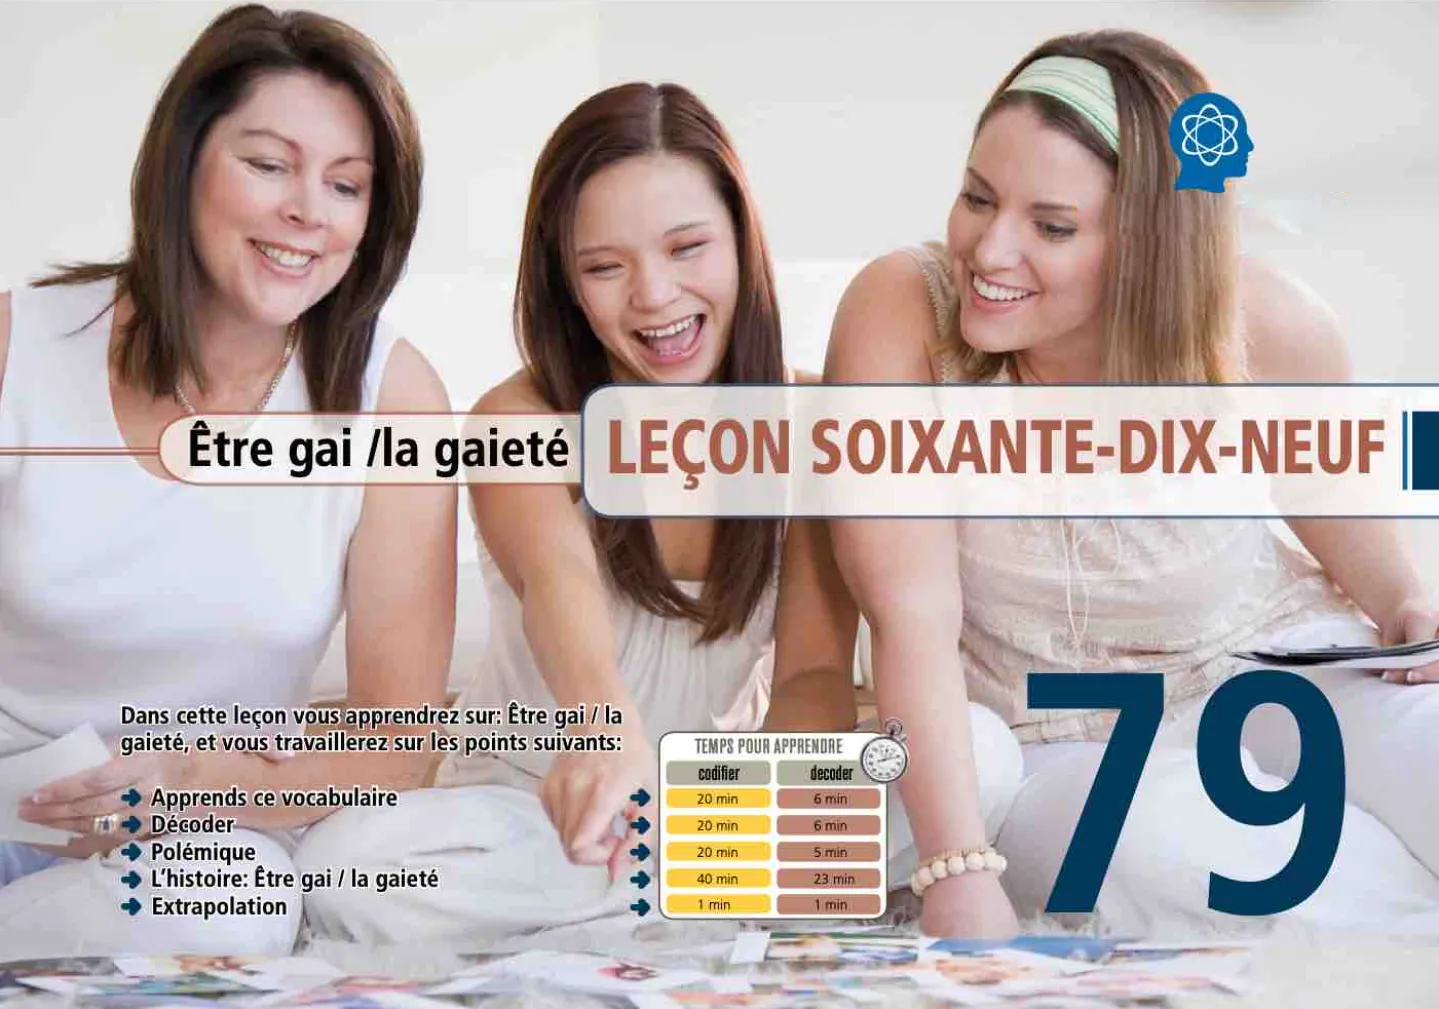 Être gai /la gaieté
LEÇON SOIXANTE-DIX-NEUF
79
Dans cette leçon vous apprendrez sur: Être gai / la
gaieté, et vous travaillerez sur les points suivants:
TEMPS POUR APPRENDRE
codifier decoder
Apprends ce vocabulaire 20 min 6 min
Décoder 20 min 6 min
Polémique 20 min 5 min
L'histoire: Être gai / la gaieté 40 min 23 min
Extrapolation 1 min 1 min